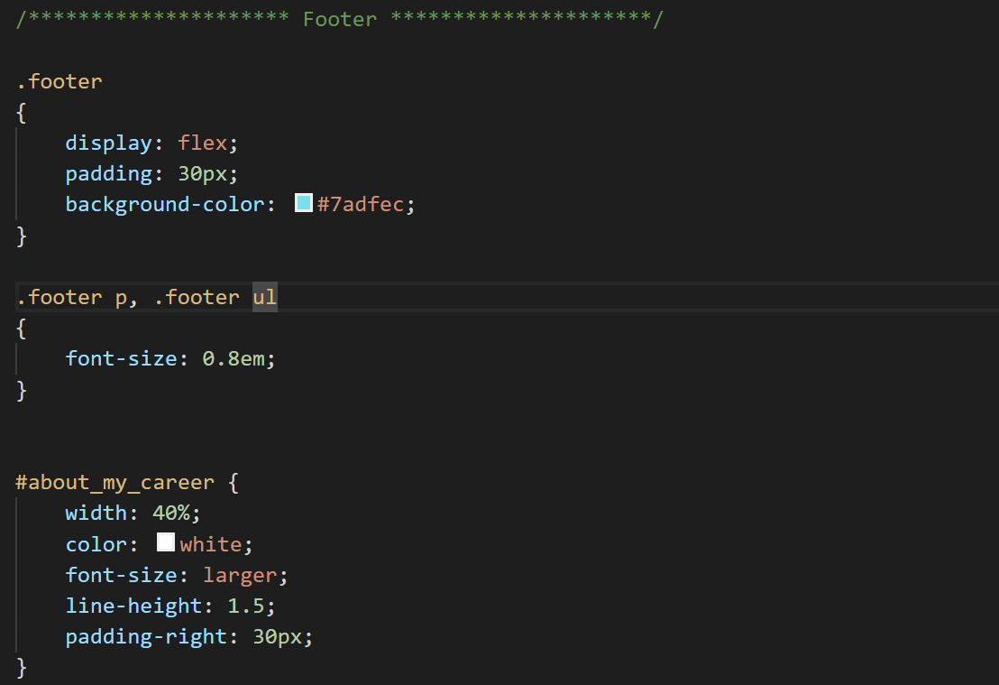 /********************* Footer *********************/
.footer
{
    display: flex;
    padding: 30px;
    background-color: #7adfec;
}
.footer p, .footer ul
{
    font-size: 0.8em;
}
#about_my_career {
    width: 40%;
    color: white;
    font-size: larger;
    line-height: 1.5;
    padding-right: 30px;
}